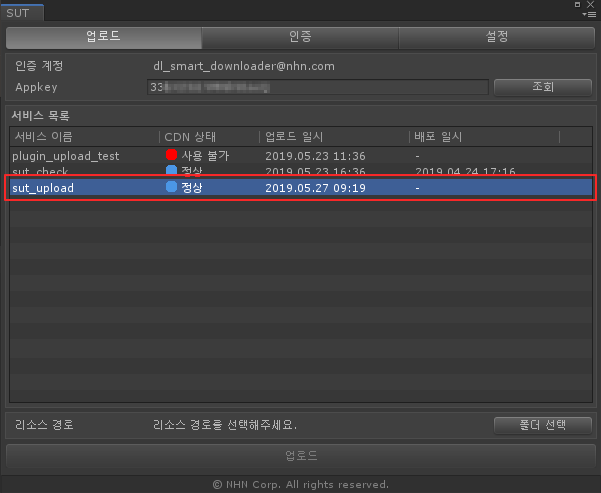 SUT
업로드 인증 설정
인증 계정 dl_smart_downloader@nhn.com
Appkey 조회
서비스 목록
서비스 이름 CDN 상태 업로드 일시 배포 일시
plugin_upload_test 사용 불가 2019.05.23 11:36 -
sut_check 정상 2019.05.23 16:36 2019.04.24 17:16
sut_upload 정상 2019.05.27 09:19 -
리소스 경로 리소스 경로를 선택해주세요. 폴더 선택
업로드
© NHN Corp. All rights reserved.